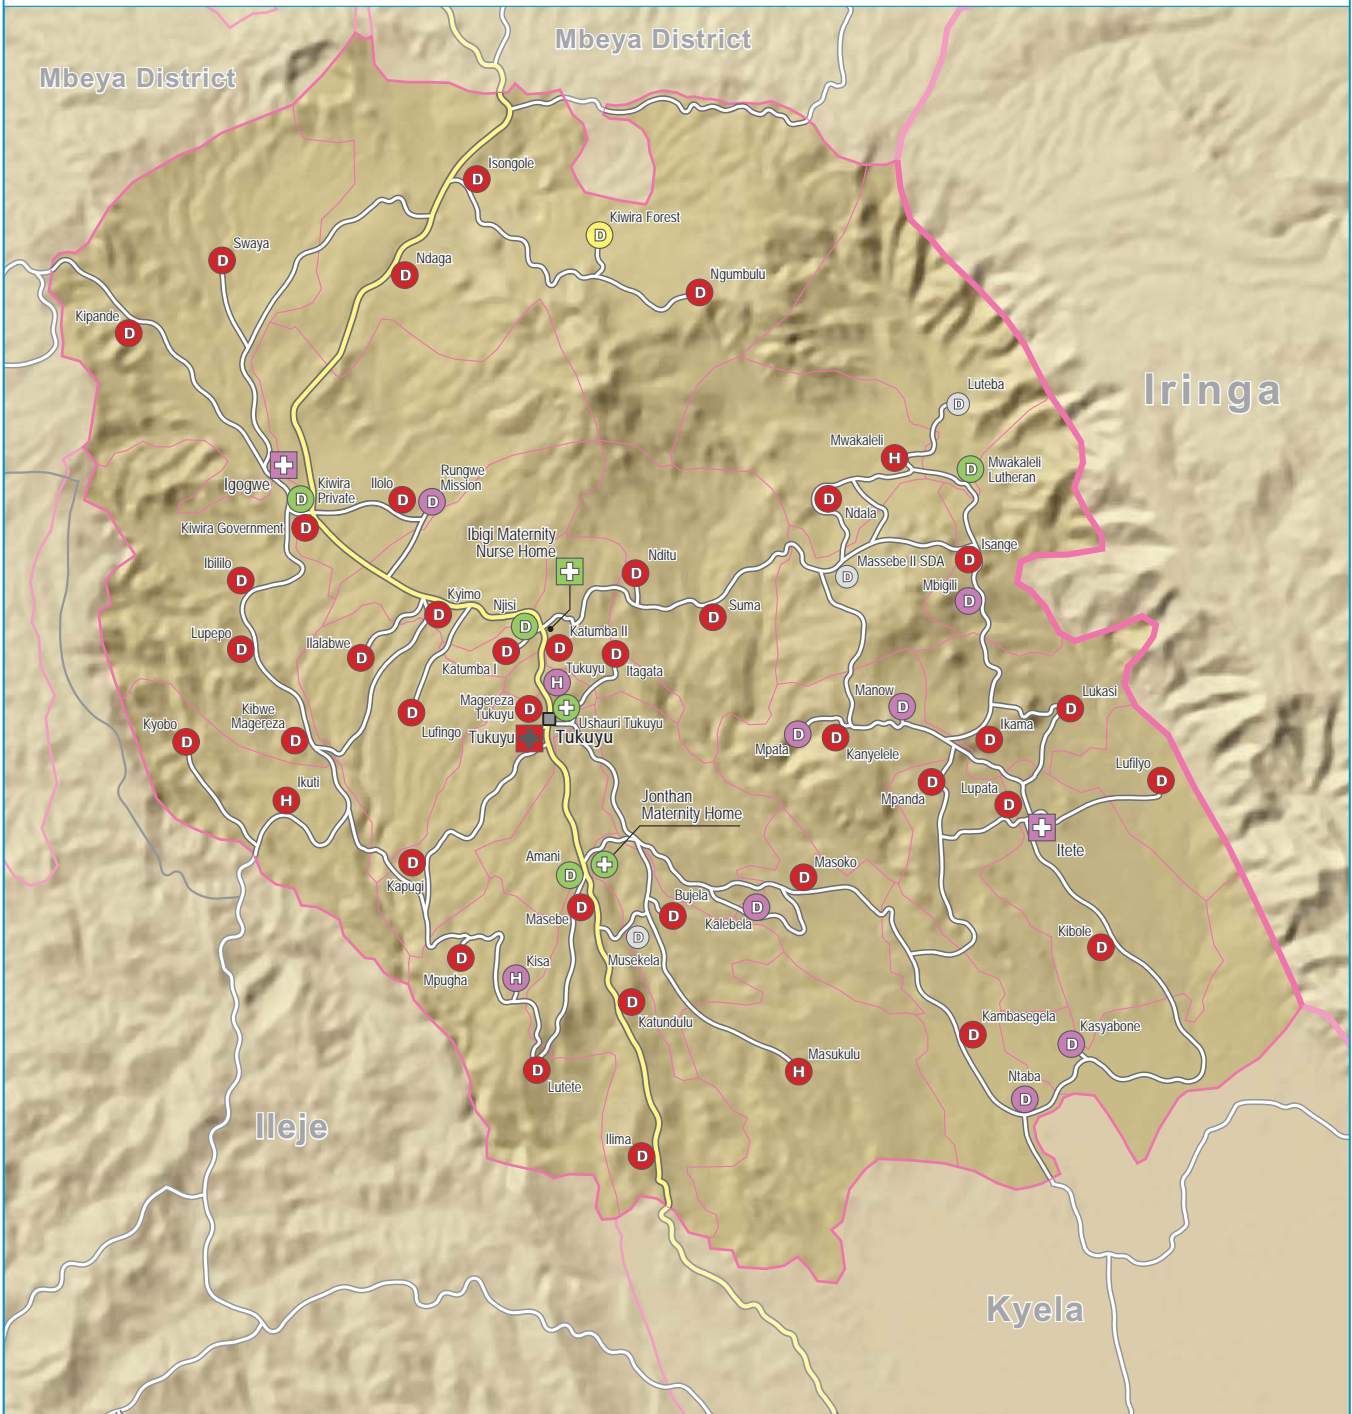 Mbeya District
Mbeya District
Isongole
D
Kiwira Forest
D
Swaya
D
Ndaga
D
Ngumbulu
D
Kipande
D
Iringa
Luteba
D
Mwakaleli
H
Mwakaleli
Lutheran
D
Igogwe
Kiwira
Private
D
Ilolo
D
Rungwe
Mission
D
Ndala
D
Kiwira Government
D
Ibigi Maternity
Nurse Home
Nditu
D
Isange
D
Massebe II SDA
D
Ibililo
D
Mbigili
D
Kyimo
D
Njisi
D
Suma
D
Lupepo
D
Ilalabwe
D
Katumba I
D
Katumba II
D
Itagata
D
Tukuyu
H
Manow
D
Lukasi
D
Magereza
Tukuyu
D
Ushauri Tukuyu
Kibwe
Magereza
D
Kyobo
D
Lufingo
D
Tukuyu
Tukuyu
Mpata
D
Kanyelele
D
Ikama
D
Ikuti
H
Mpanda
D
Lupata
D
Lufilyo
D
Jonthan
Maternity Home
Itete
Amani
D
Kapugi
D
Masoko
D
Masebe
D
Bujela
D
Kalebela
D
Musekela
D
Kibole
D
Mpugha
D
Kisa
H
Katundulu
D
Kambasegela
D
Kasyabone
D
Masukulu
H
Lutete
D
Ntaba
D
Ileje
Ilima
D
Kyela